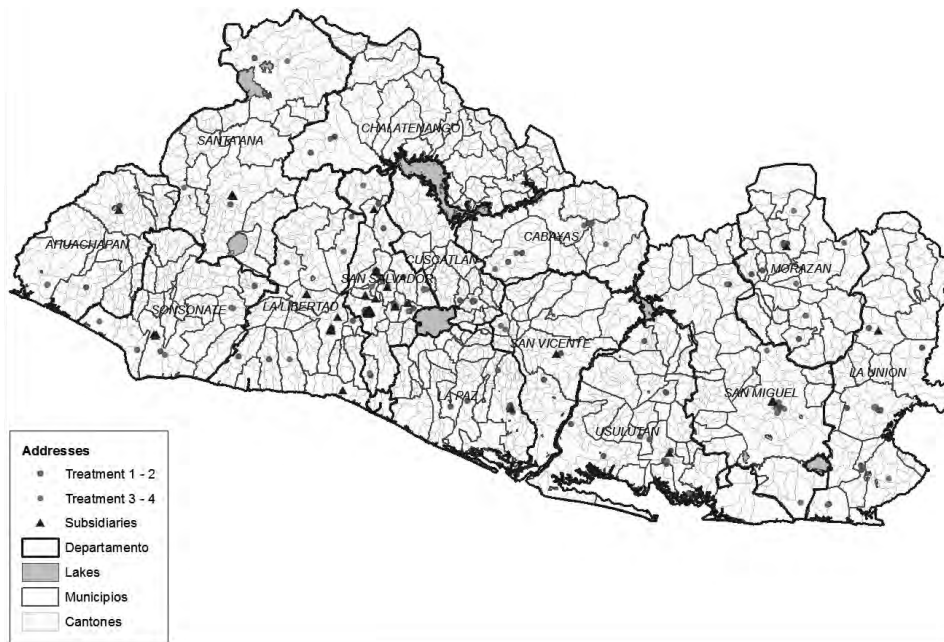 SANTA ANA
CHALATENANGO
AHUACHAPAN
CABAYAS
CUSCATLAN
MORAZAN
SAN SALVADOR
SONSONATE
LA LIBERTAD
SAN VICENTE
LA UNION
LA PAZ
SAN MIGUEL
USULUTAN
Addresses
Treatment 1 - 2
Treatment 3 - 4
Subsidiaries
Departamento
Lakes
Municipios
Cantones